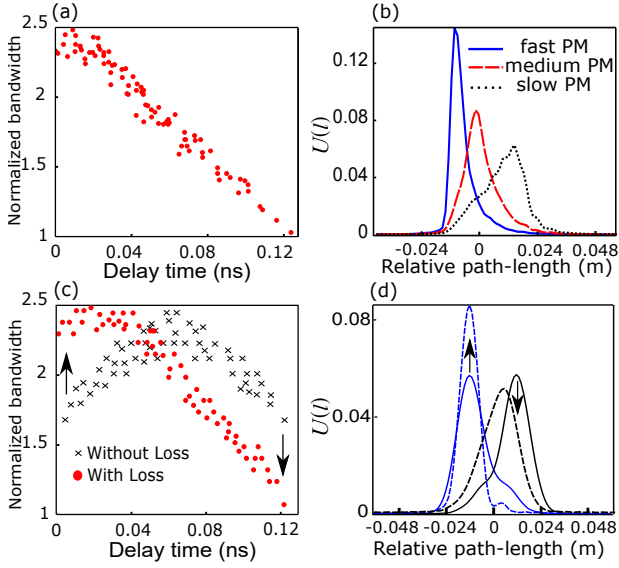 (a)
Normalized bandwidth
2.5
2
1.5
1
0
0.04
0.08
0.12
Delay time (ns)
(b)
U(l)
0.12
0.08
0.04
0
fast PM
medium PM
slow PM
-0.024
0
0.024
0.048
Relative path-length (m)
(c)
Normalized bandwidth
2.5
2
1.5
1
× Without Loss
With Loss
0
0.04
0.08
0.12
Delay time (ns)
(d)
U(l)
0.08
0.04
0
-0.048
-0.024
0
0.024
0.048
Relative path-length (m)